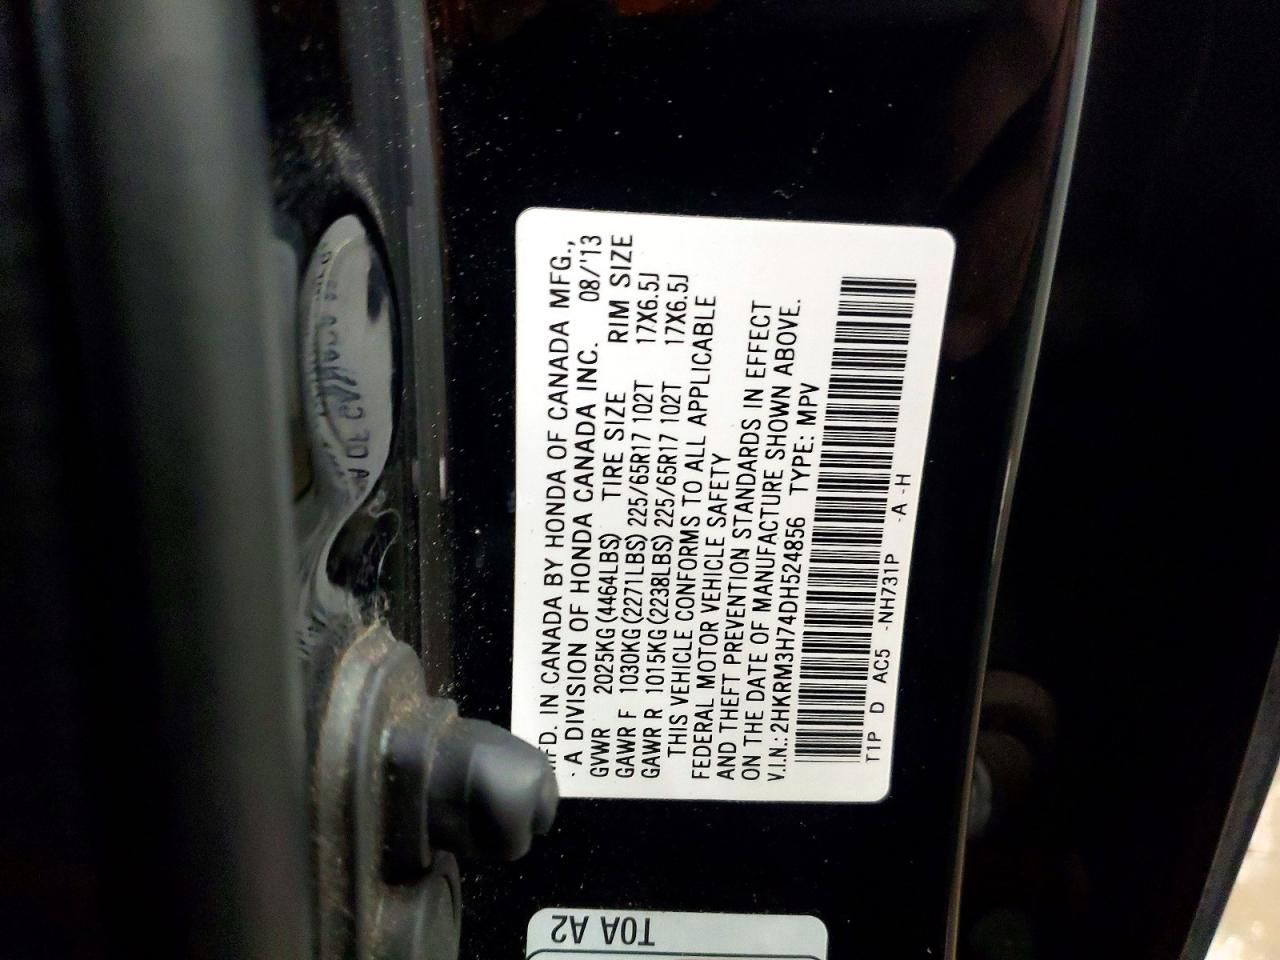 MFD. IN CANADA BY HONDA OF CANADA MFG.,
- A DIVISION OF HONDA CANADA INC. 08/'13
GVWR 2025KG(4464LBS) TIRE SIZE RIM SIZE
GAWR F 1030KG(2271LBS) 225/65R17 102T 17X6.5J
GAWR R 1015KG(2238LBS) 225/65R17 102T 17X6.5J
THIS VEHICLE CONFORMS TO ALL APPLICABLE
FEDERAL MOTOR VEHICLE SAFETY
AND THEFT PREVENTION STANDARDS IN EFFECT
ON THE DATE OF MANUFACTURE SHOWN ABOVE.
V.I.N.: 2HKRM3H74DH524856 TYPE: MPV
T1P D AC5 -NH731P -A -H
T0A A2